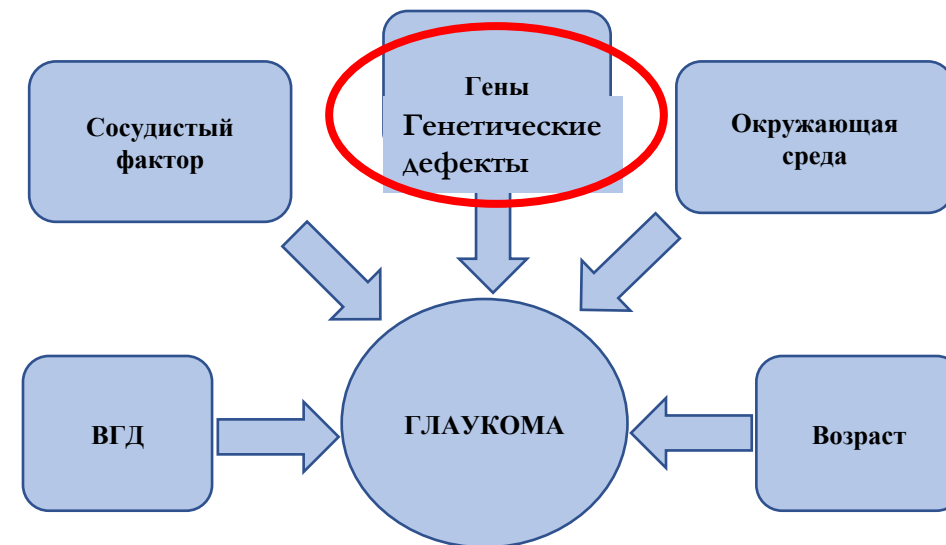 Сосудистый
фактор
Гены
Генетические
дефекты
Окружающая
среда
ВГД
ГЛАУКОМА
Возраст